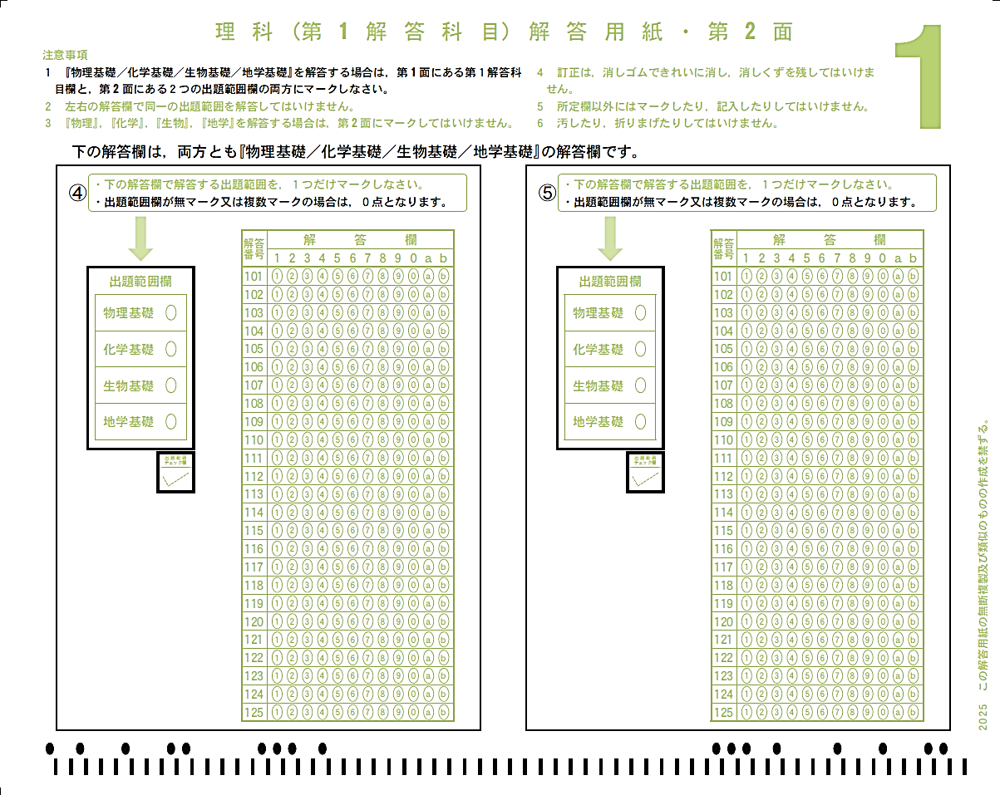 理科(第1解答科目)解答用紙・第2面
1
注意事項
1 『物理基礎/化学基礎/生物基礎/地学基礎』を解答する場合は,第1面にある第1解答科
目欄と,第2面にある2つの出題範囲欄の両方にマークしなさい。
2 左右の解答欄で同一の出題範囲を解答してはいけません。
3 『物理』,『化学』,『生物』,『地学』を解答する場合は,第2面にマークしてはいけません。
4 訂正は,消しゴムできれいに消し,消しくずを残してはいけま
せん。
5 所定欄以外にはマークしたり,記入したりしてはいけません。
6 汚したり,折りまげたりしてはいけません。
下の解答欄は,両方とも『物理基礎/化学基礎/生物基礎/地学基礎』の解答欄です。
④
・下の解答欄で解答する出題範囲を,1つだけマークしなさい。
・出題範囲欄が無マーク又は複数マークの場合は,0点となります。
出題範囲欄
物理基礎
化学基礎
生物基礎
地学基礎
出題範囲
チェック欄
解答番号 解答欄
1 2 3 4 5 6 7 8 9 0 a b
101 ① ② ③ ④ ⑤ ⑥ ⑦ ⑧ ⑨ ⓪ ⓐ ⓑ
102 ① ② ③ ④ ⑤ ⑥ ⑦ ⑧ ⑨ ⓪ ⓐ ⓑ
103 ① ② ③ ④ ⑤ ⑥ ⑦ ⑧ ⑨ ⓪ ⓐ ⓑ
104 ① ② ③ ④ ⑤ ⑥ ⑦ ⑧ ⑨ ⓪ ⓐ ⓑ
105 ① ② ③ ④ ⑤ ⑥ ⑦ ⑧ ⑨ ⓪ ⓐ ⓑ
106 ① ② ③ ④ ⑤ ⑥ ⑦ ⑧ ⑨ ⓪ ⓐ ⓑ
107 ① ② ③ ④ ⑤ ⑥ ⑦ ⑧ ⑨ ⓪ ⓐ ⓑ
108 ① ② ③ ④ ⑤ ⑥ ⑦ ⑧ ⑨ ⓪ ⓐ ⓑ
109 ① ② ③ ④ ⑤ ⑥ ⑦ ⑧ ⑨ ⓪ ⓐ ⓑ
110 ① ② ③ ④ ⑤ ⑥ ⑦ ⑧ ⑨ ⓪ ⓐ ⓑ
111 ① ② ③ ④ ⑤ ⑥ ⑦ ⑧ ⑨ ⓪ ⓐ ⓑ
112 ① ② ③ ④ ⑤ ⑥ ⑦ ⑧ ⑨ ⓪ ⓐ ⓑ
113 ① ② ③ ④ ⑤ ⑥ ⑦ ⑧ ⑨ ⓪ ⓐ ⓑ
114 ① ② ③ ④ ⑤ ⑥ ⑦ ⑧ ⑨ ⓪ ⓐ ⓑ
115 ① ② ③ ④ ⑤ ⑥ ⑦ ⑧ ⑨ ⓪ ⓐ ⓑ
116 ① ② ③ ④ ⑤ ⑥ ⑦ ⑧ ⑨ ⓪ ⓐ ⓑ
117 ① ② ③ ④ ⑤ ⑥ ⑦ ⑧ ⑨ ⓪ ⓐ ⓑ
118 ① ② ③ ④ ⑤ ⑥ ⑦ ⑧ ⑨ ⓪ ⓐ ⓑ
119 ① ② ③ ④ ⑤ ⑥ ⑦ ⑧ ⑨ ⓪ ⓐ ⓑ
120 ① ② ③ ④ ⑤ ⑥ ⑦ ⑧ ⑨ ⓪ ⓐ ⓑ
121 ① ② ③ ④ ⑤ ⑥ ⑦ ⑧ ⑨ ⓪ ⓐ ⓑ
122 ① ② ③ ④ ⑤ ⑥ ⑦ ⑧ ⑨ ⓪ ⓐ ⓑ
123 ① ② ③ ④ ⑤ ⑥ ⑦ ⑧ ⑨ ⓪ ⓐ ⓑ
124 ① ② ③ ④ ⑤ ⑥ ⑦ ⑧ ⑨ ⓪ ⓐ ⓑ
125 ① ② ③ ④ ⑤ ⑥ ⑦ ⑧ ⑨ ⓪ ⓐ ⓑ
⑤
・下の解答欄で解答する出題範囲を,1つだけマークしなさい。
・出題範囲欄が無マーク又は複数マークの場合は,0点となります。
出題範囲欄
物理基礎
化学基礎
生物基礎
地学基礎
出題範囲
チェック欄
解答番号 解答欄
1 2 3 4 5 6 7 8 9 0 a b
101 ① ② ③ ④ ⑤ ⑥ ⑦ ⑧ ⑨ ⓪ ⓐ ⓑ
102 ① ② ③ ④ ⑤ ⑥ ⑦ ⑧ ⑨ ⓪ ⓐ ⓑ
103 ① ② ③ ④ ⑤ ⑥ ⑦ ⑧ ⑨ ⓪ ⓐ ⓑ
104 ① ② ③ ④ ⑤ ⑥ ⑦ ⑧ ⑨ ⓪ ⓐ ⓑ
105 ① ② ③ ④ ⑤ ⑥ ⑦ ⑧ ⑨ ⓪ ⓐ ⓑ
106 ① ② ③ ④ ⑤ ⑥ ⑦ ⑧ ⑨ ⓪ ⓐ ⓑ
107 ① ② ③ ④ ⑤ ⑥ ⑦ ⑧ ⑨ ⓪ ⓐ ⓑ
108 ① ② ③ ④ ⑤ ⑥ ⑦ ⑧ ⑨ ⓪ ⓐ ⓑ
109 ① ② ③ ④ ⑤ ⑥ ⑦ ⑧ ⑨ ⓪ ⓐ ⓑ
110 ① ② ③ ④ ⑤ ⑥ ⑦ ⑧ ⑨ ⓪ ⓐ ⓑ
111 ① ② ③ ④ ⑤ ⑥ ⑦ ⑧ ⑨ ⓪ ⓐ ⓑ
112 ① ② ③ ④ ⑤ ⑥ ⑦ ⑧ ⑨ ⓪ ⓐ ⓑ
113 ① ② ③ ④ ⑤ ⑥ ⑦ ⑧ ⑨ ⓪ ⓐ ⓑ
114 ① ② ③ ④ ⑤ ⑥ ⑦ ⑧ ⑨ ⓪ ⓐ ⓑ
115 ① ② ③ ④ ⑤ ⑥ ⑦ ⑧ ⑨ ⓪ ⓐ ⓑ
116 ① ② ③ ④ ⑤ ⑥ ⑦ ⑧ ⑨ ⓪ ⓐ ⓑ
117 ① ② ③ ④ ⑤ ⑥ ⑦ ⑧ ⑨ ⓪ ⓐ ⓑ
118 ① ② ③ ④ ⑤ ⑥ ⑦ ⑧ ⑨ ⓪ ⓐ ⓑ
119 ① ② ③ ④ ⑤ ⑥ ⑦ ⑧ ⑨ ⓪ ⓐ ⓑ
120 ① ② ③ ④ ⑤ ⑥ ⑦ ⑧ ⑨ ⓪ ⓐ ⓑ
121 ① ② ③ ④ ⑤ ⑥ ⑦ ⑧ ⑨ ⓪ ⓐ ⓑ
122 ① ② ③ ④ ⑤ ⑥ ⑦ ⑧ ⑨ ⓪ ⓐ ⓑ
123 ① ② ③ ④ ⑤ ⑥ ⑦ ⑧ ⑨ ⓪ ⓐ ⓑ
124 ① ② ③ ④ ⑤ ⑥ ⑦ ⑧ ⑨ ⓪ ⓐ ⓑ
125 ① ② ③ ④ ⑤ ⑥ ⑦ ⑧ ⑨ ⓪ ⓐ ⓑ
2025 この解答用紙の無断複製及び類似のものの作成を禁ずる。